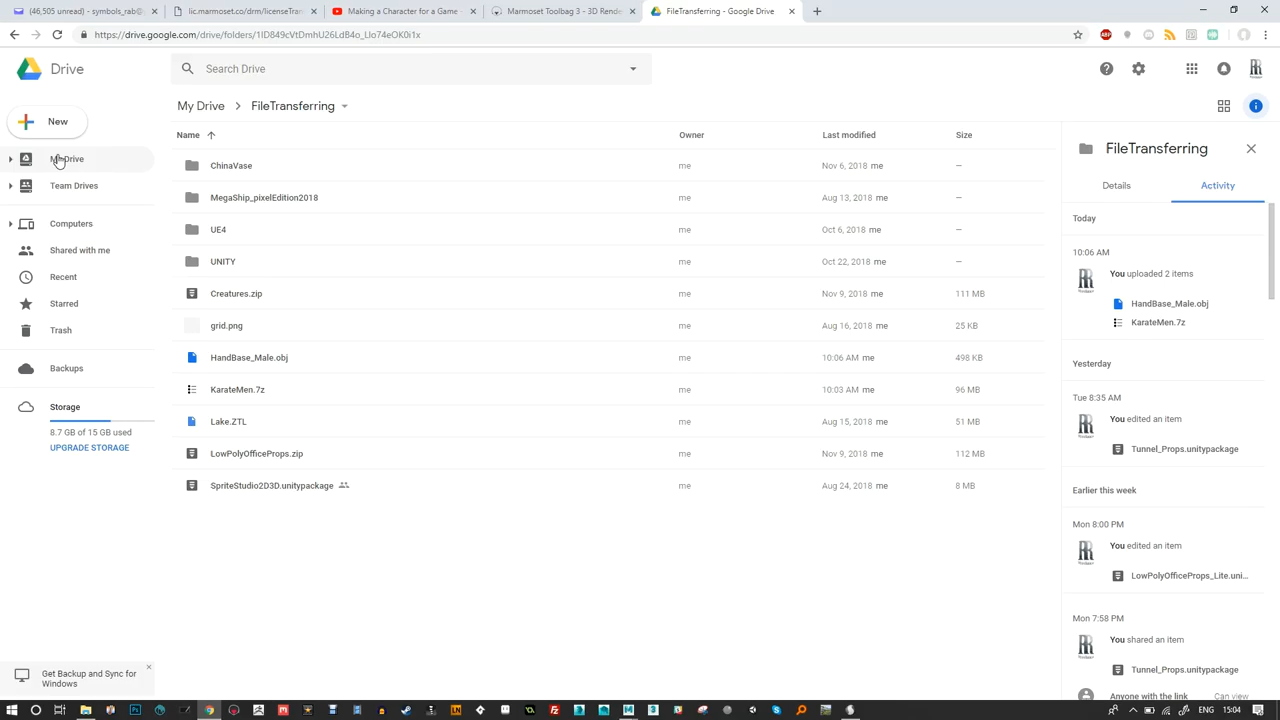 (46,505 unread) - symbols_rab@
lic.marmoset.co/licenseTran
Making a Character for a Game
Marmoset Toolbag 3 - 3D Rende
FileTransferring - Google Drive
https://drive.google.com/drive/folders/1ID849cVtDmhU26LdB4o_LIo74eOK0i1x
Drive
Search Drive
New
My Drive
FileTransferring
Name
Owner
Last modified
Size
My Drive
Team Drives
Computers
Shared with me
Recent
Starred
Trash
Backups
Storage
8.7 GB of 15 GB used
UPGRADE STORAGE
Get Backup and Sync for
Windows
ChinaVase me Nov 6, 2018 me —
MegaShip_pixelEdition2018 me Aug 13, 2018 me —
UE4 me Oct 6, 2018 me —
UNITY me Oct 22, 2018 me —
Creatures.zip me Nov 9, 2018 me 111 MB
grid.png me Aug 16, 2018 me 25 KB
HandBase_Male.obj me 10:06 AM me 498 KB
KarateMen.7z me 10:03 AM me 96 MB
Lake.ZTL me Aug 15, 2018 me 51 MB
LowPolyOfficeProps.zip me Nov 9, 2018 me 112 MB
SpriteStudio2D3D.unitypackage me Aug 24, 2018 me 8 MB
FileTransferring
Details
Activity
Today
10:06 AM
You uploaded 2 items
HandBase_Male.obj
KarateMen.7z
Yesterday
Tue 8:35 AM
You edited an item
Tunnel_Props.unitypackage
Earlier this week
Mon 8:00 PM
You edited an item
LowPolyOfficeProps_Lite.uni...
Mon 7:58 PM
You shared an item
Tunnel_Props.unitypackage
Anyone with the link Can view
15:04